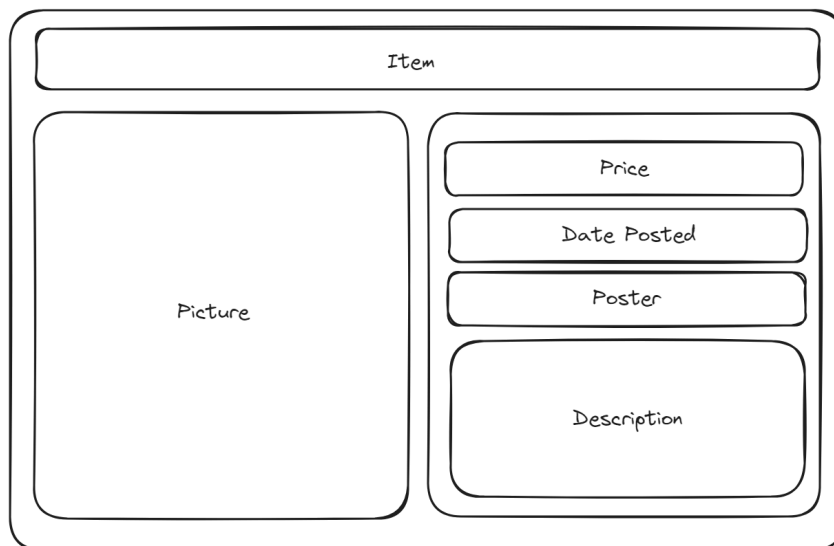 Item
Picture
Price
Date Posted
Poster
Description